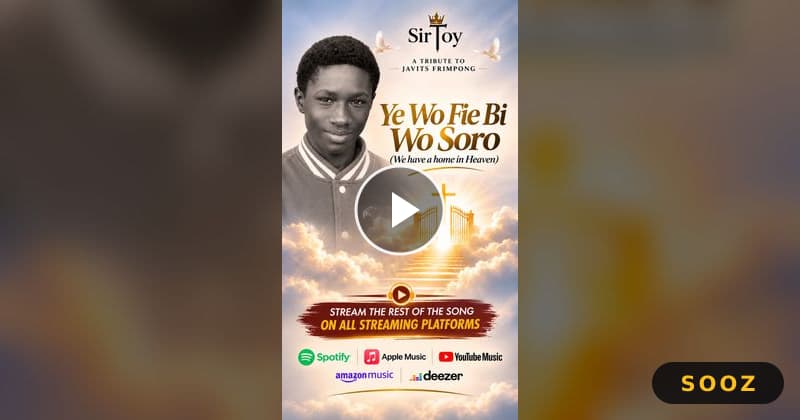 Sir Toy
A TRIBUTE TO
JAVITS FRIMPONG
Ye Wo Fie Bi
Wo Soro
(We have a home in Heaven)
STREAM THE REST OF THE SONG
ON ALL STREAMING PLATFORMS
Spotify Apple Music YouTube Music
amazon music deezer
SOOZ